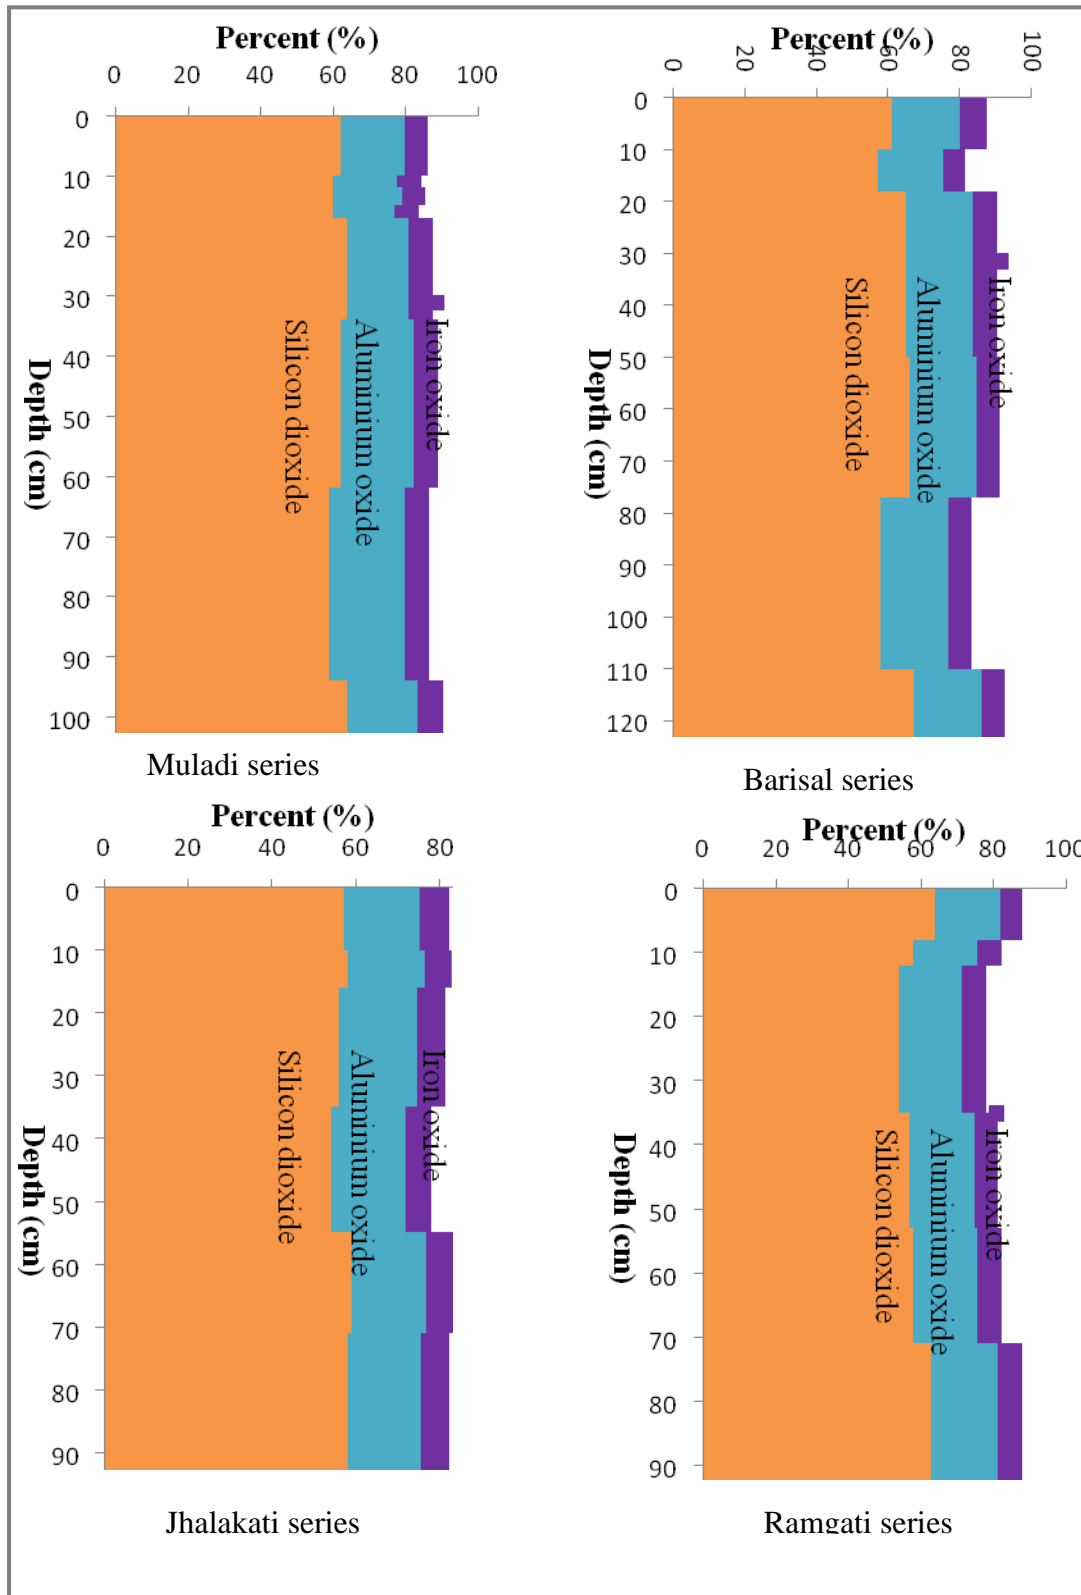 Percent (%)
0 20 40 60 80 100
0
10
20
30
40
50
60
70
80
90
100
Depth (cm)
Silicon dioxide
Aluminium oxide
Iron oxide
Muladi series
Percent (%)
0 20 40 60 80 100
0
10
20
30
40
50
60
70
80
90
100
110
120
Depth (cm)
Silicon dioxide
Aluminium oxide
Iron oxide
Barisal series
Percent (%)
0 20 40 60 80
0
10
20
30
40
50
60
70
80
90
Depth (cm)
Silicon dioxide
Aluminium oxide
Iron oxide
Jhalakati series
Percent (%)
0 20 40 60 80 100
0
10
20
30
40
50
60
70
80
90
Depth (cm)
Silicon dioxide
Aluminium oxide
Iron oxide
Ramgati series